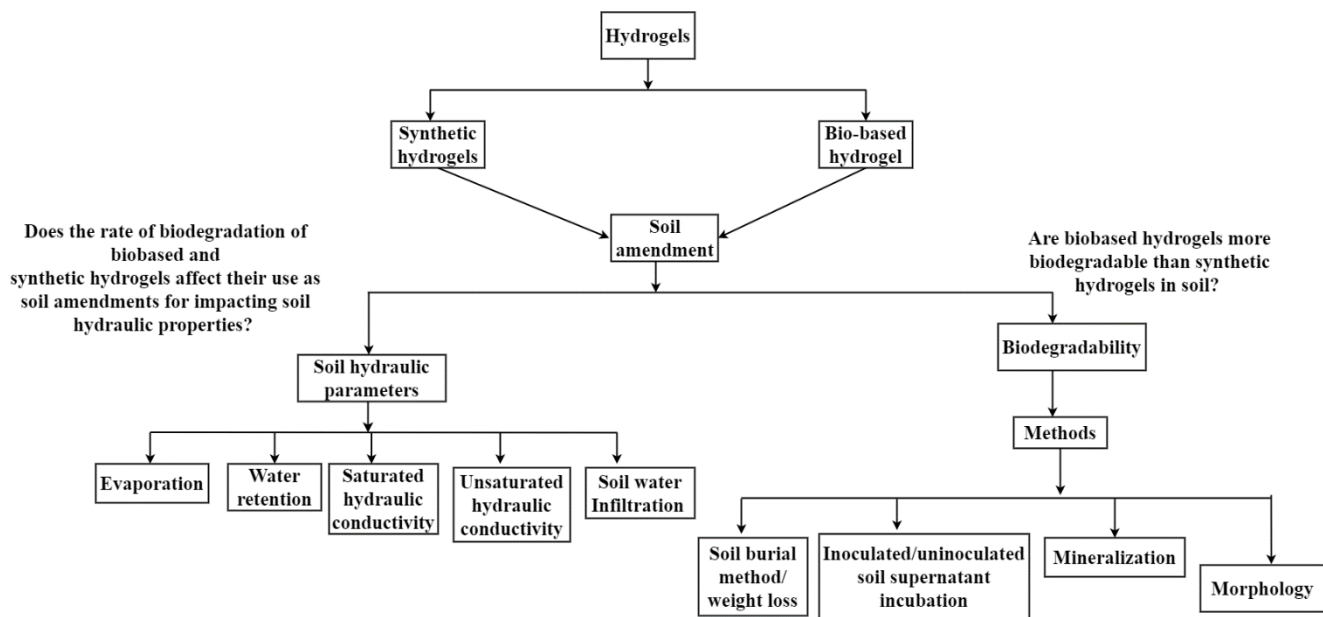 Hydrogels
Synthetic
hydrogels
Bio-based
hydrogel
Soil
amendment
Does the rate of biodegradation of
biobased and
synthetic hydrogels affect their use as
soil amendments for impacting soil
hydraulic properties?
Are biobased hydrogels more
biodegradable than synthetic
hydrogels in soil?
Soil hydraulic
parameters
Biodegradability
Methods
Evaporation
Water
retention
Saturated
hydraulic
conductivity
Unsaturated
hydraulic
conductivity
Soil water
Infiltration
Soil burial
method/
weight loss
Inoculated/uninoculated
soil supernatant
incubation
Mineralization
Morphology